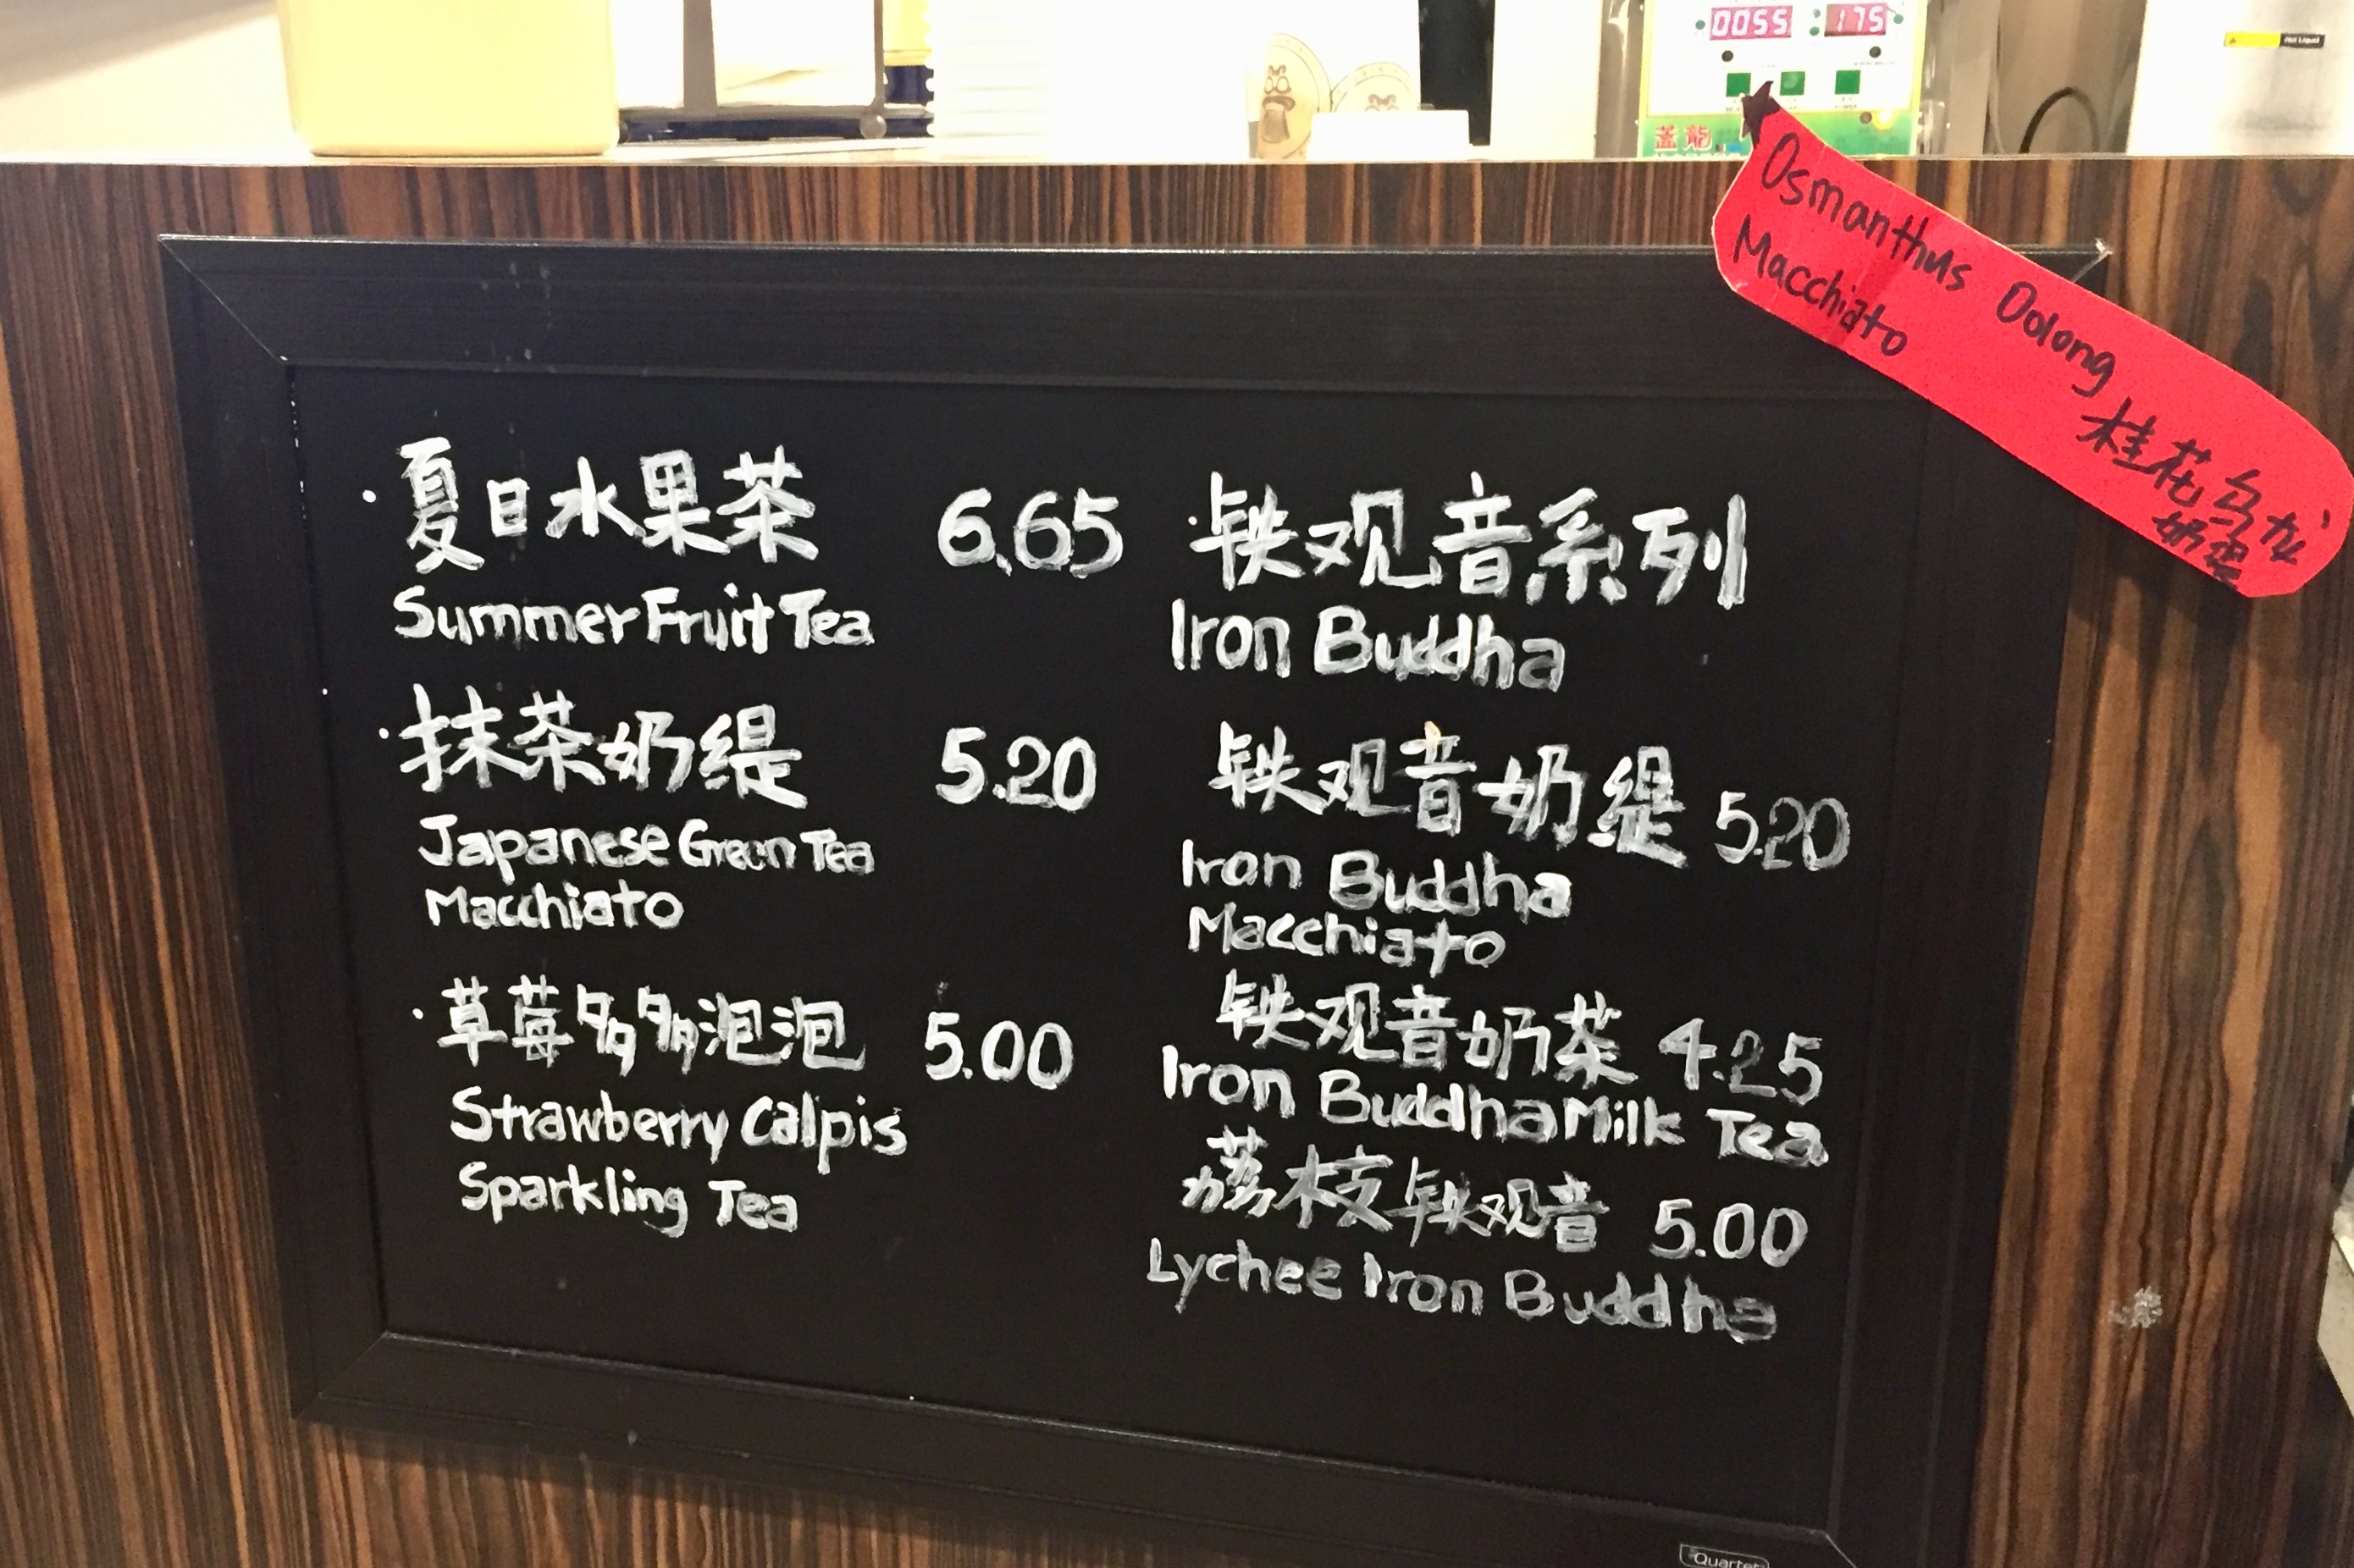 0055 175
Hot Liquid
Osmanthus Oolong
Macchiato
桂花乌龙
奶缇
·夏日水果茶 6.65
Summer Fruit Tea
·抹茶奶缇 5.20
Japanese Green Tea
Macchiato
·草莓多多泡泡 5.00
Strawberry Calpis
Sparkling Tea
·铁观音系列
Iron Buddha
铁观音奶缇 5.20
Iron Buddha
Macchiato
铁观音奶茶 4.25
Iron Buddha Milk Tea
荔枝铁观音 5.00
Lychee Iron Buddha
Quartet